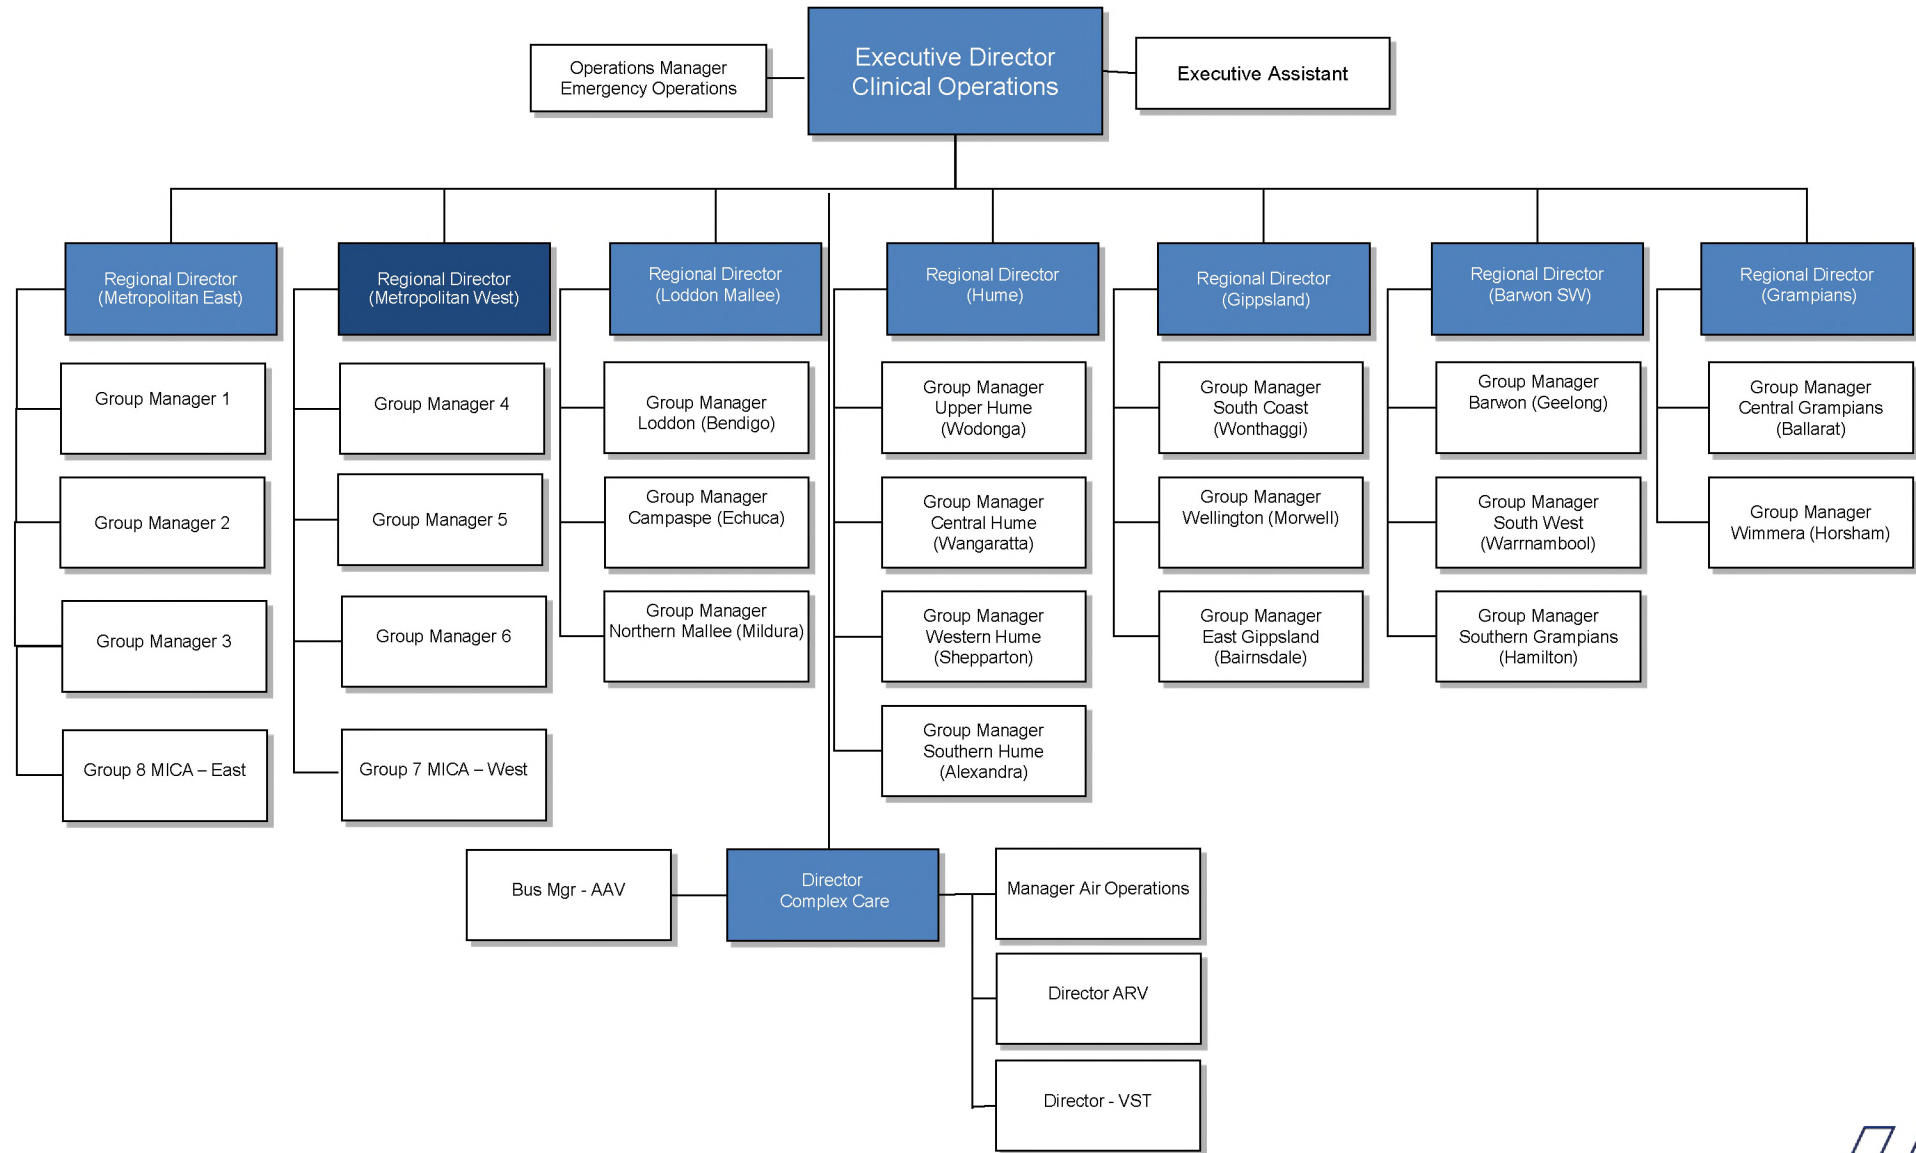 Operations Manager
Emergency Operations
Executive Director
Clinical Operations
Executive Assistant
Regional Director
(Metropolitan East)
Group Manager 1
Group Manager 2
Group Manager 3
Group 8 MICA – East
Regional Director
(Metropolitan West)
Group Manager 4
Group Manager 5
Group Manager 6
Group 7 MICA – West
Regional Director
(Loddon Mallee)
Group Manager
Loddon (Bendigo)
Group Manager
Campaspe (Echuca)
Group Manager
Northern Mallee (Mildura)
Regional Director
(Hume)
Group Manager
Upper Hume
(Wodonga)
Group Manager
Central Hume
(Wangaratta)
Group Manager
Western Hume
(Shepparton)
Group Manager
Southern Hume
(Alexandra)
Regional Director
(Gippsland)
Group Manager
South Coast
(Wonthaggi)
Group Manager
Wellington (Morwell)
Group Manager
East Gippsland
(Bairnsdale)
Regional Director
(Barwon SW)
Group Manager
Barwon (Geelong)
Group Manager
South West
(Warrnambool)
Group Manager
Southern Grampians
(Hamilton)
Regional Director
(Grampians)
Group Manager
Central Grampians
(Ballarat)
Group Manager
Wimmera (Horsham)
Bus Mgr - AAV
Director
Complex Care
Manager Air Operations
Director ARV
Director - VST